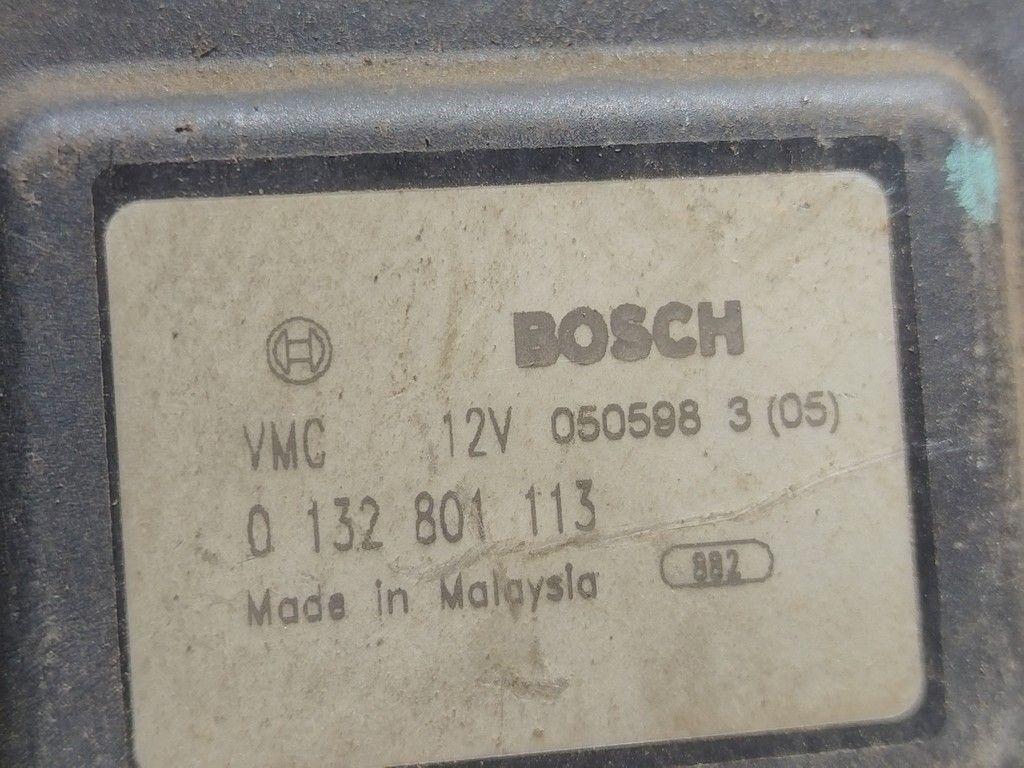 BOSCH
VMC 12V 050598 3 (05)
0 132 801 113
Made in Malaysia 882